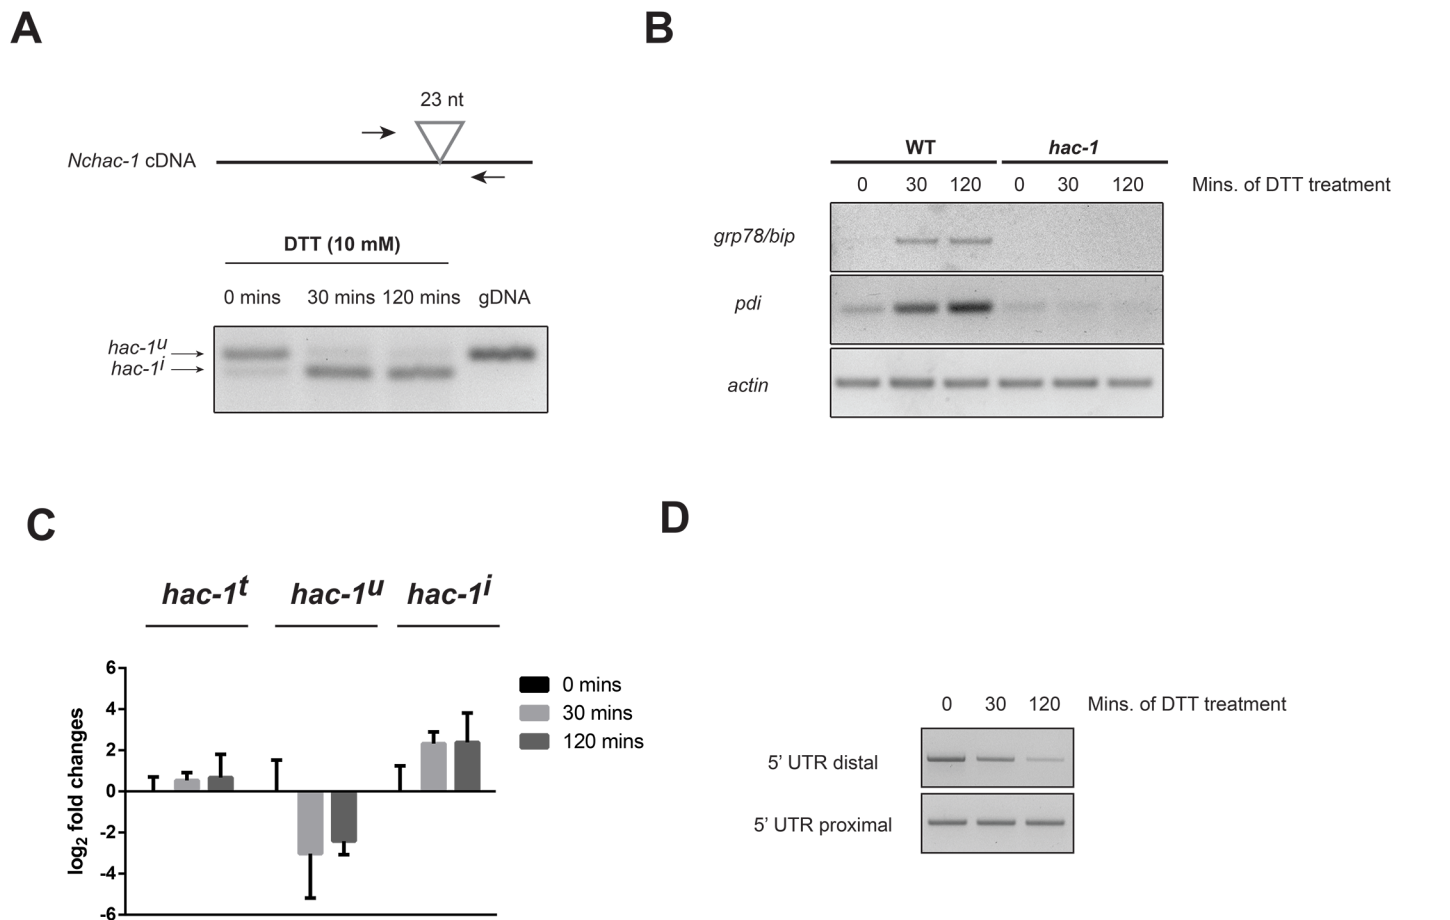 A
23 nt
Nchac-1 cDNA
DTT (10 mM)
0 mins 30 mins 120 mins gDNA
hac-1u
hac-1i
B
WT hac-1
0 30 120 0 30 120 Mins. of DTT treatment
grp78/bip
pdi
actin
C
hac-1t hac-1u hac-1i
6
4
2
0
-2
-4
-6
log2 fold changes
0 mins
30 mins
120 mins
D
0 30 120 Mins. of DTT treatment
5’ UTR distal
5’ UTR proximal